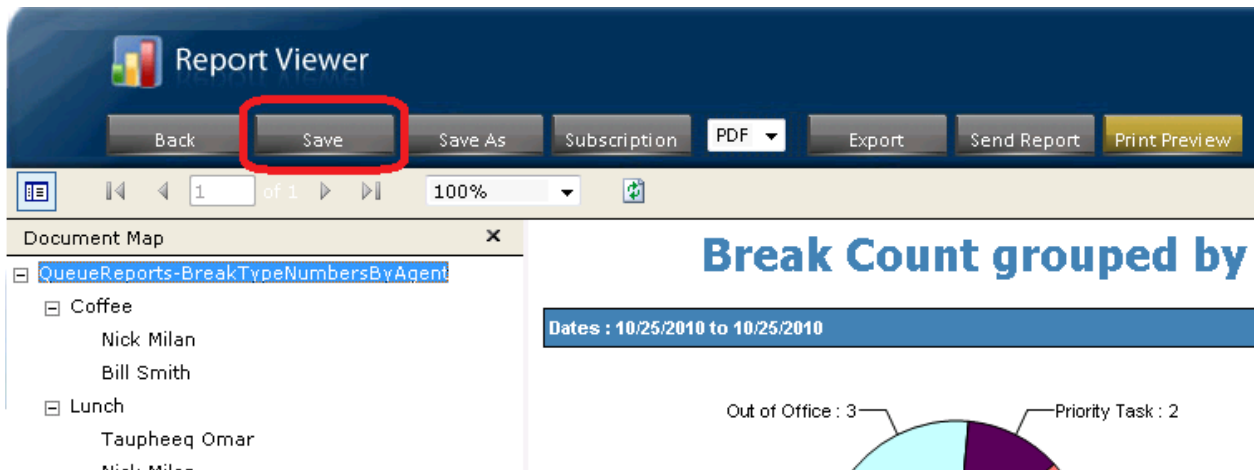 Report Viewer
Back Save Save As Subscription PDF Export Send Report Print Preview
1 of 1 100%
Document Map x
QueueReports-BreakTypeNumbersByAgent
Coffee
Nick Milan
Bill Smith
Lunch
Taupheeq Omar
Nick Milan
Break Count grouped by
Dates : 10/25/2010 to 10/25/2010
Out of Office : 3
Priority Task : 2